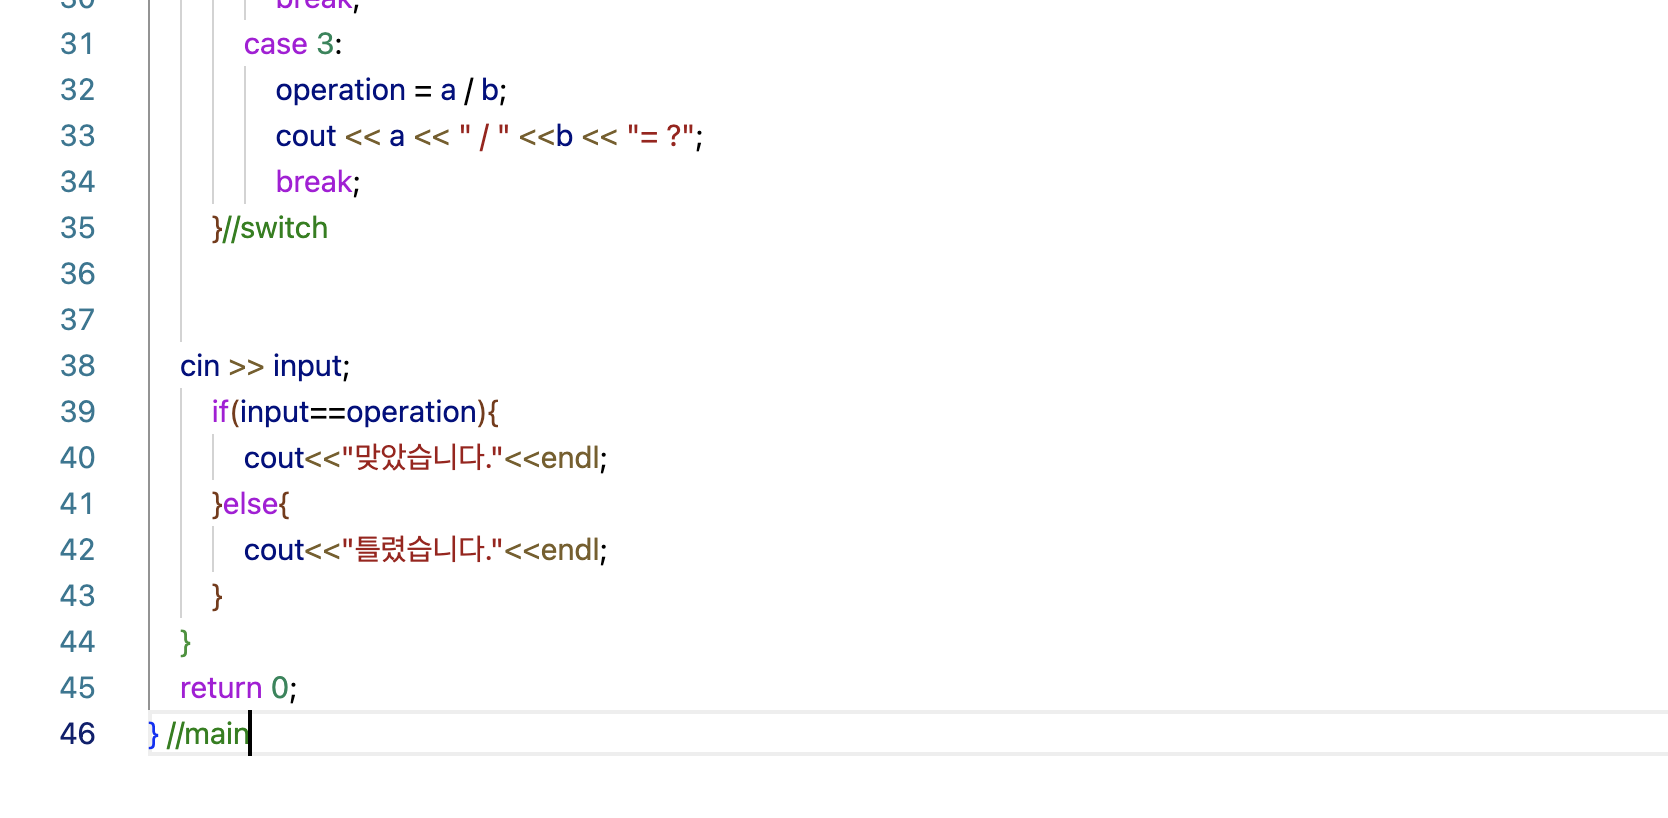 30 break;
31 case 3:
32 operation = a / b;
33 cout << a << " / " <<b << "= ?";
34 break;
35 }//switch
36
37
38 cin >> input;
39 if(input==operation){
40 cout<<"맞았습니다."<<endl;
41 }else{
42 cout<<"틀렸습니다."<<endl;
43 }
44 }
45 return 0;
46 } //main